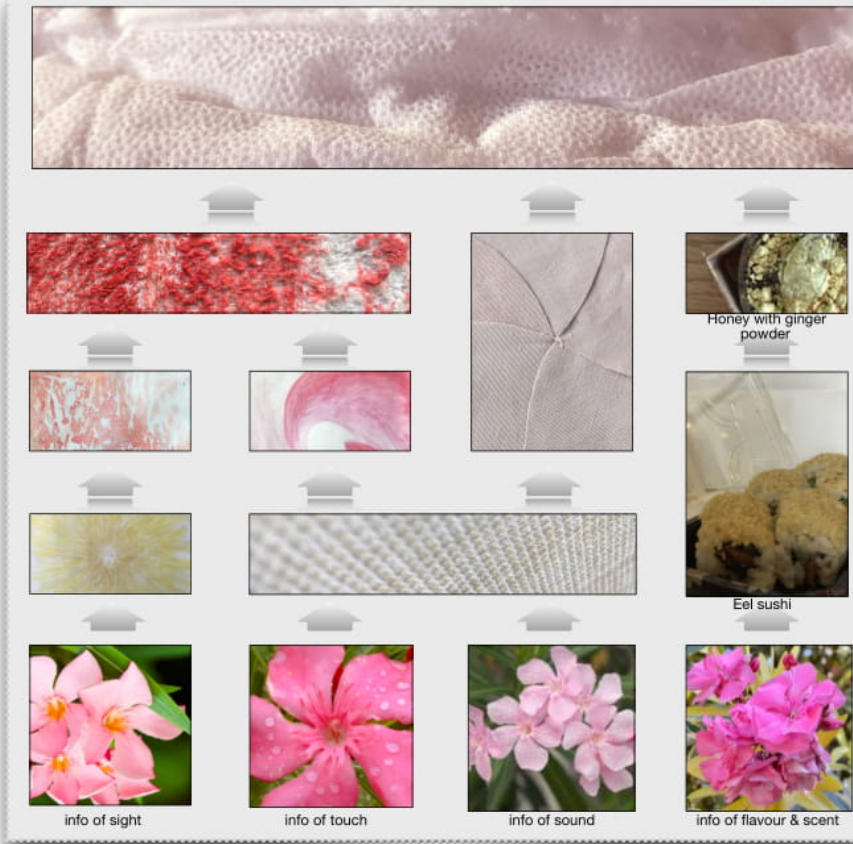 Honey with ginger
powder
Eel sushi
info of sight
info of touch
info of sound
info of flavour & scent